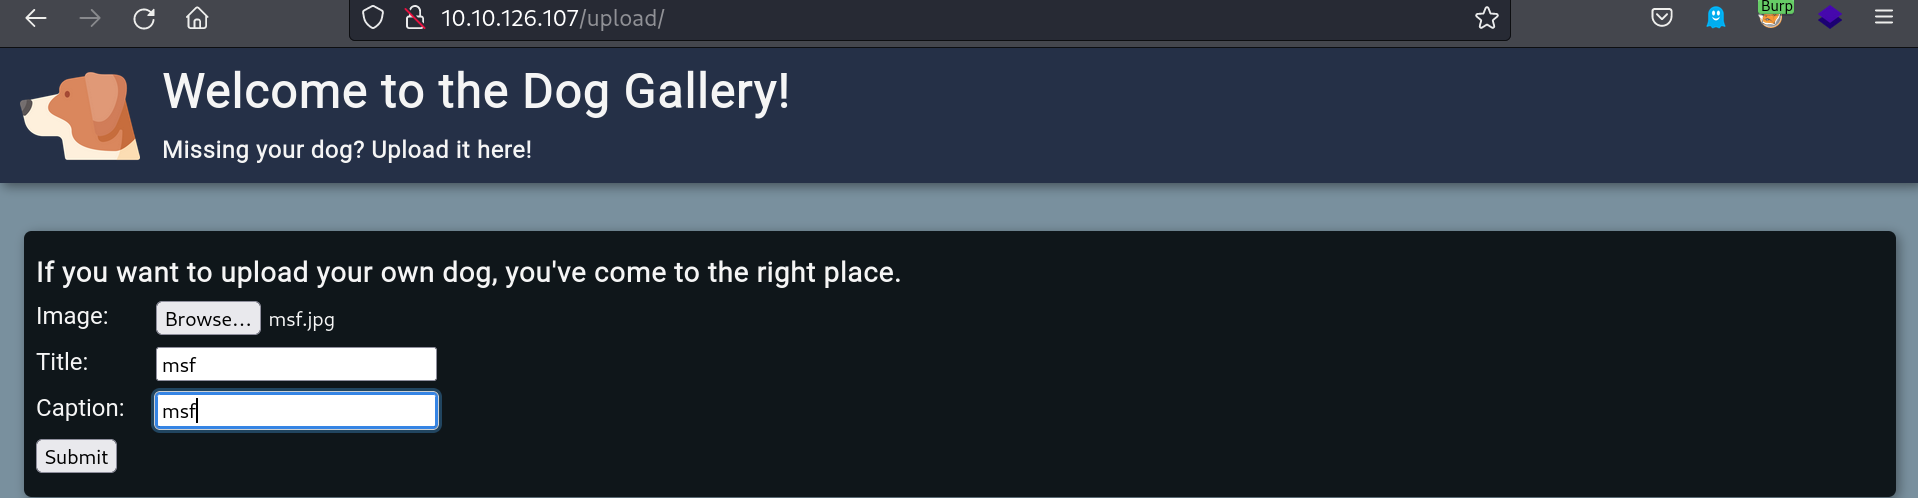 10.10.126.107/upload/
Burp
Welcome to the Dog Gallery!
Missing your dog? Upload it here!
If you want to upload your own dog, you've come to the right place.
Image: Browse... msf.jpg
Title: msf
Caption: msf
Submit